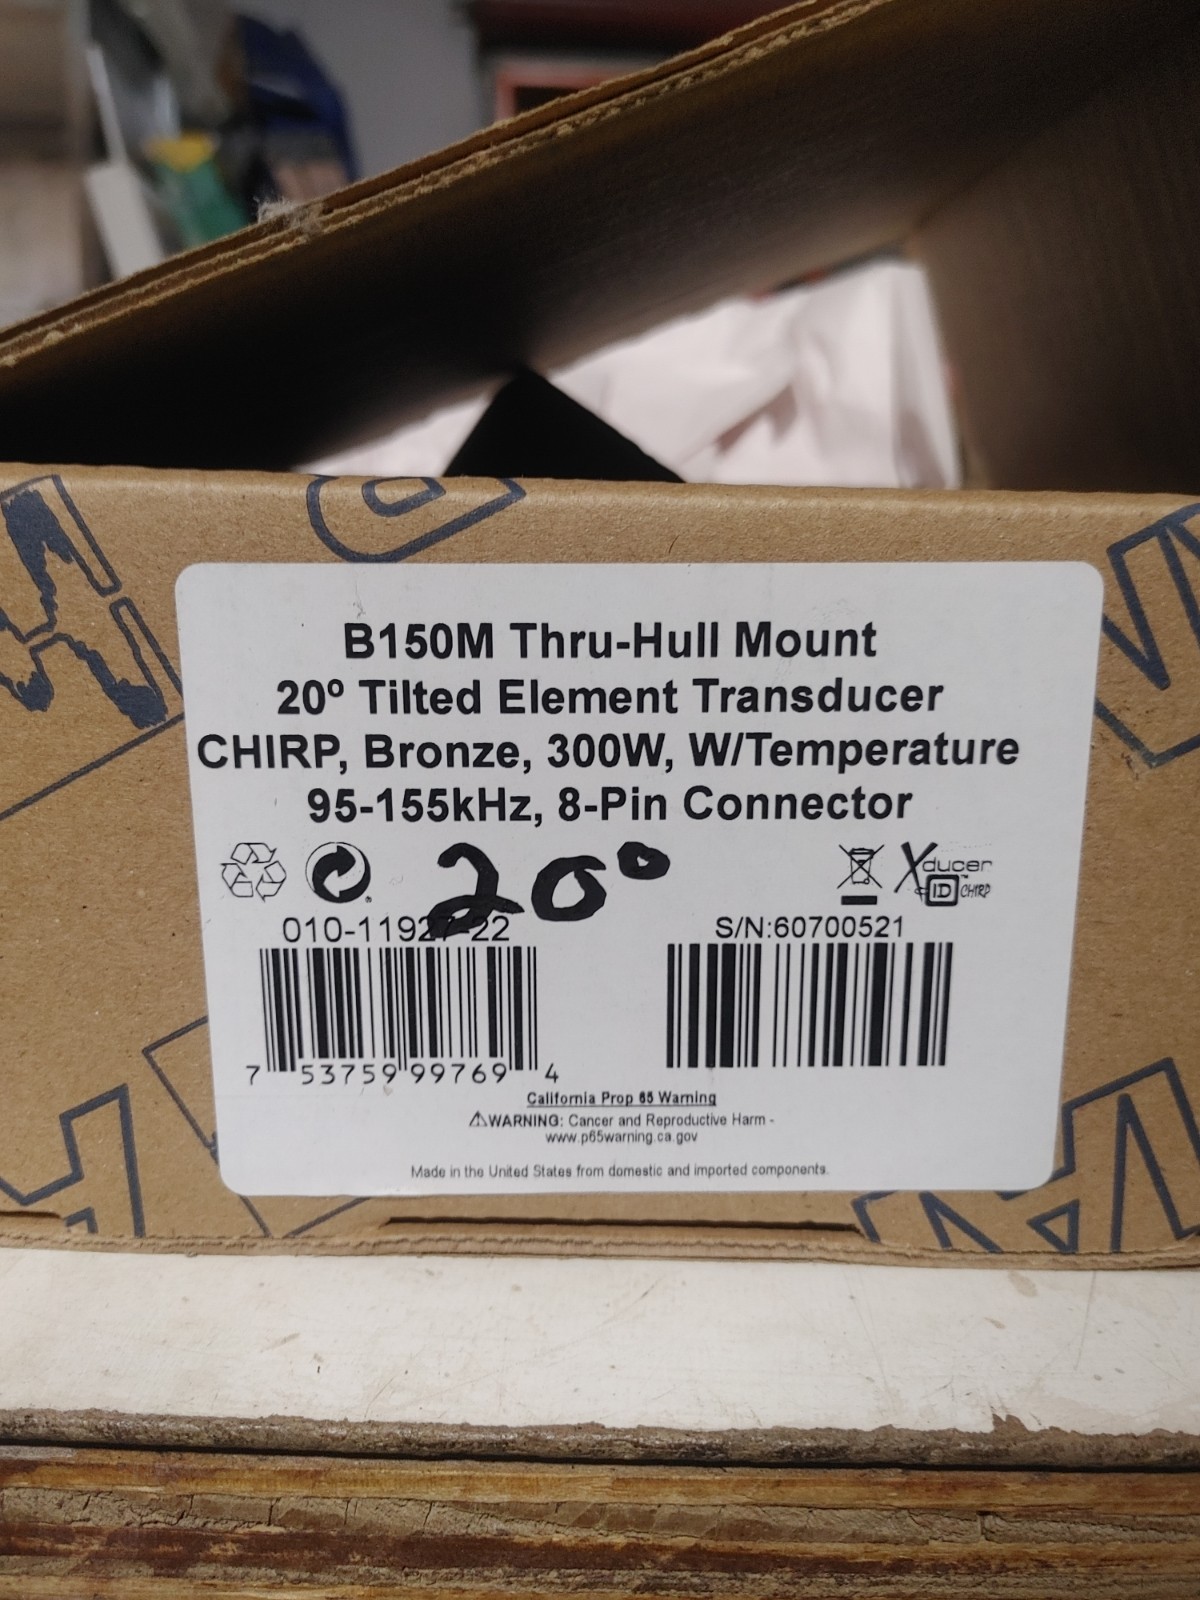 B150M Thru-Hull Mount
20º Tilted Element Transducer
CHIRP, Bronze, 300W, W/Temperature
95-155kHz, 8-Pin Connector
20°
Xducer
ID™ CHIRP
010-11927-22
S/N:60700521
7 53759 99769 4
California Prop 65 Warning
⚠WARNING: Cancer and Reproductive Harm -
www.p65warning.ca.gov
Made in the United States from domestic and imported components.